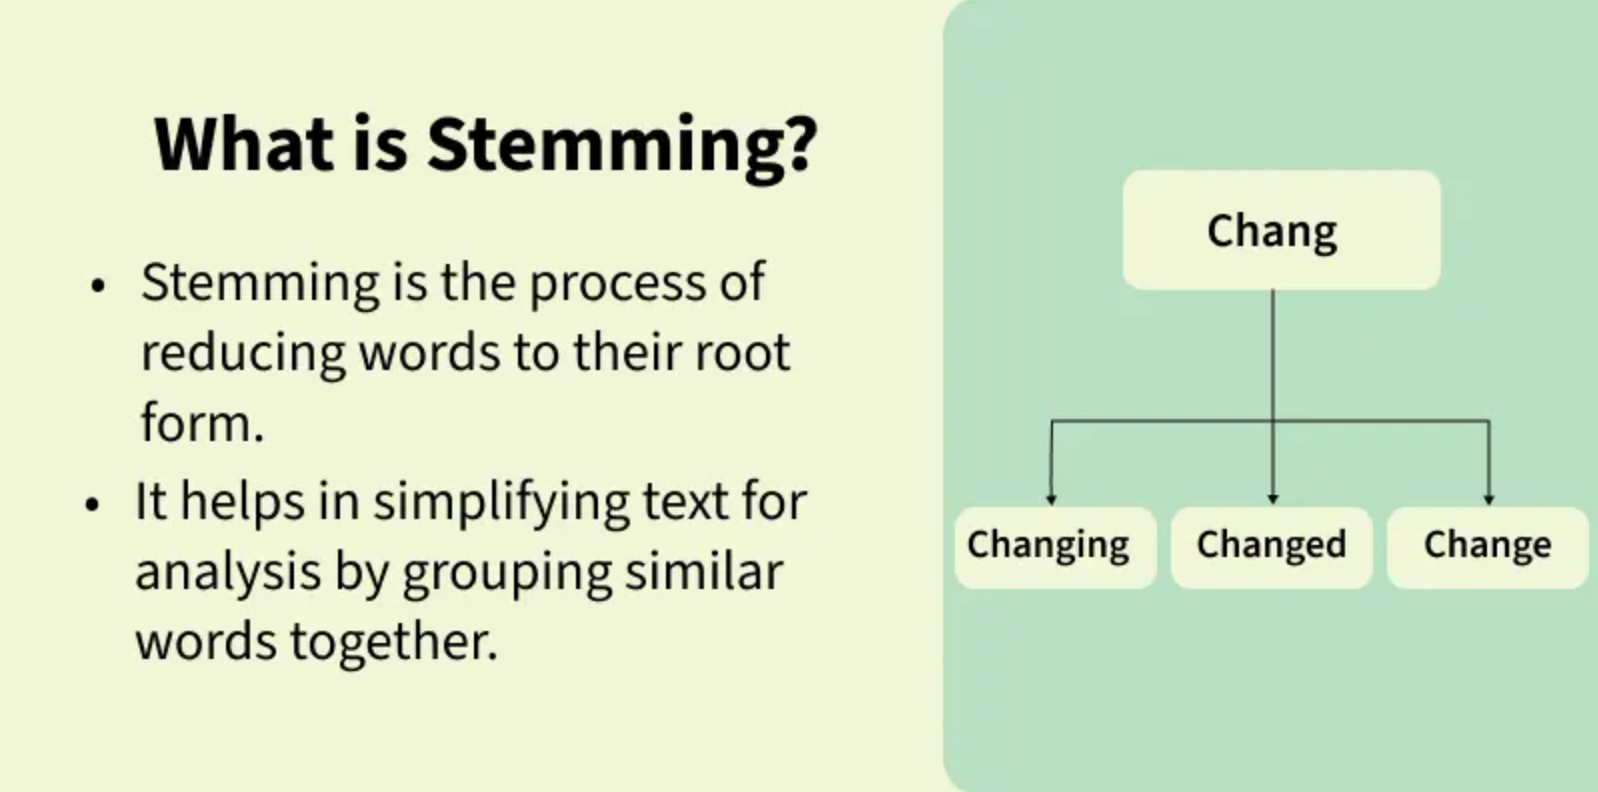 What is Stemming?
• Stemming is the process of
reducing words to their root
form.
• It helps in simplifying text for
analysis by grouping similar
words together.
Chang
Changing
Changed
Change